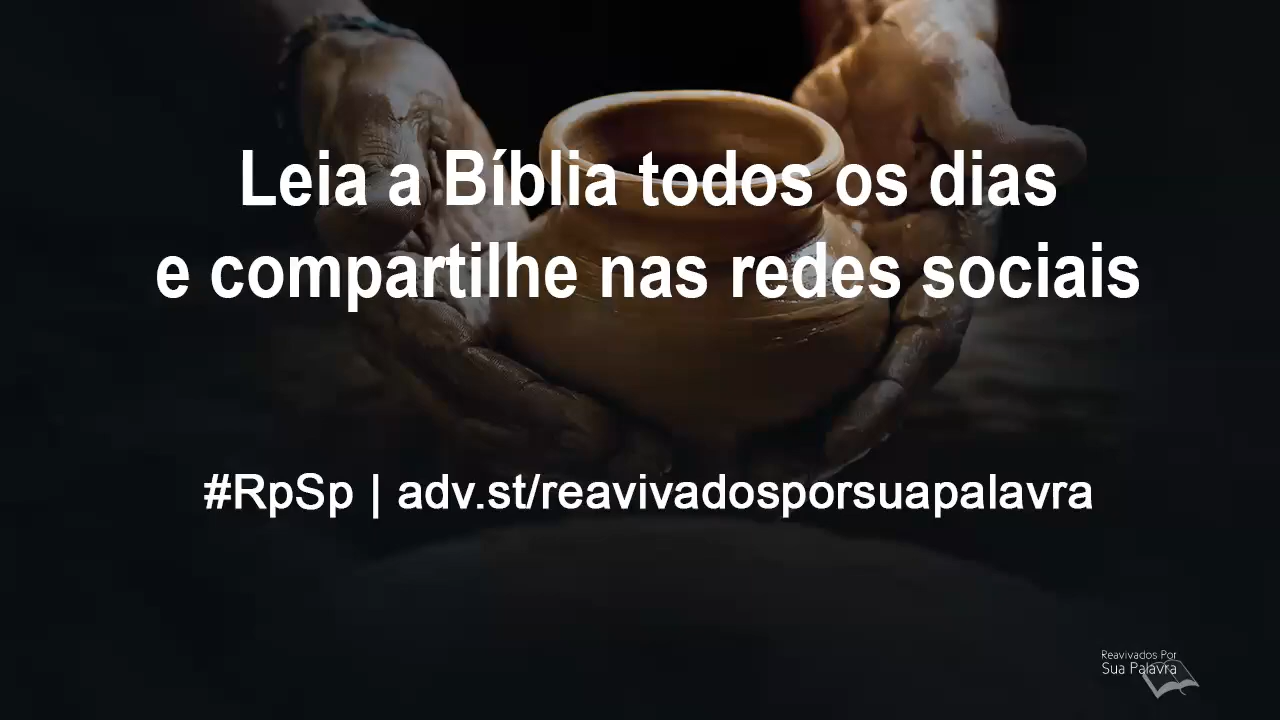 Leia a Bíblia todos os dias
e compartilhe nas redes sociais
#RpSp | adv.st/reavivadosporsuapalavra
Reavivados Por
Sua Palavra